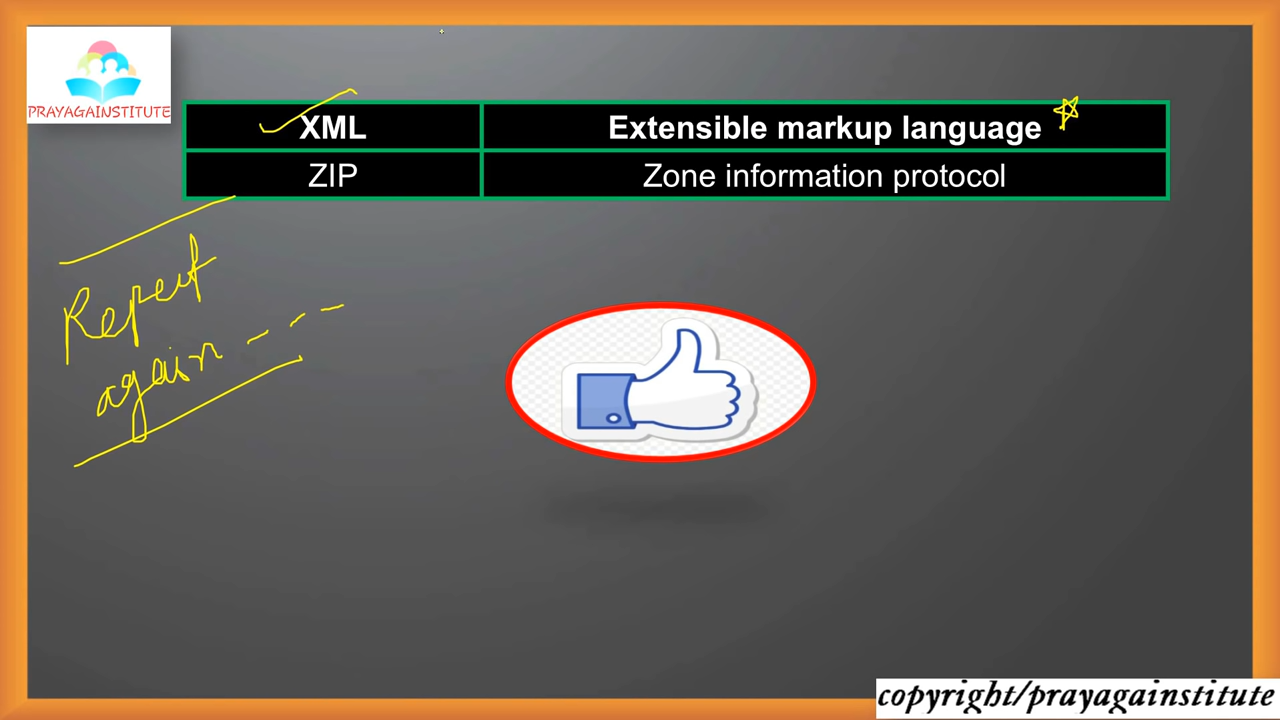 PRAYAGAINSTITUTE
XML Extensible markup language
ZIP Zone information protocol
Repeat
again - - -
copyright/prayagainstitute